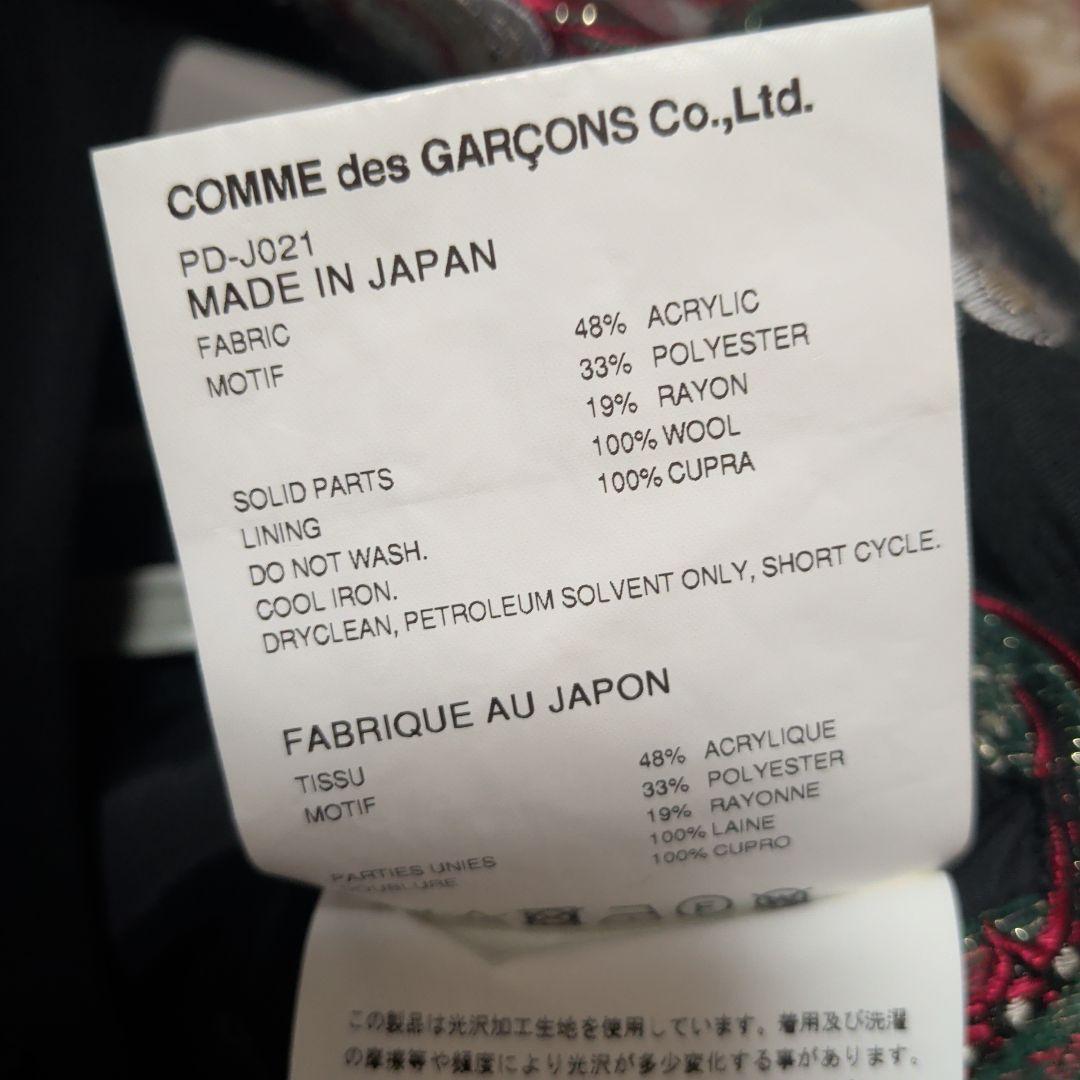 COMME des GARÇONS Co.,Ltd.
PD-J021
MADE IN JAPAN
FABRIC
MOTIF 48% ACRYLIC
33% POLYESTER
19% RAYON
SOLID PARTS 100% WOOL
LINING 100% CUPRA
DO NOT WASH.
COOL IRON.
DRYCLEAN, PETROLEUM SOLVENT ONLY, SHORT CYCLE.
FABRIQUE AU JAPON
TISSU
MOTIF 48% ACRYLIQUE
33% POLYESTER
19% RAYONNE
PARTIES UNIES 100% LAINE
DOUBLURE 100% CUPRO
この製品は光沢加工生地を使用しています。着用及び洗濯
の摩擦等や頻度により光沢が多少変化する事があります。